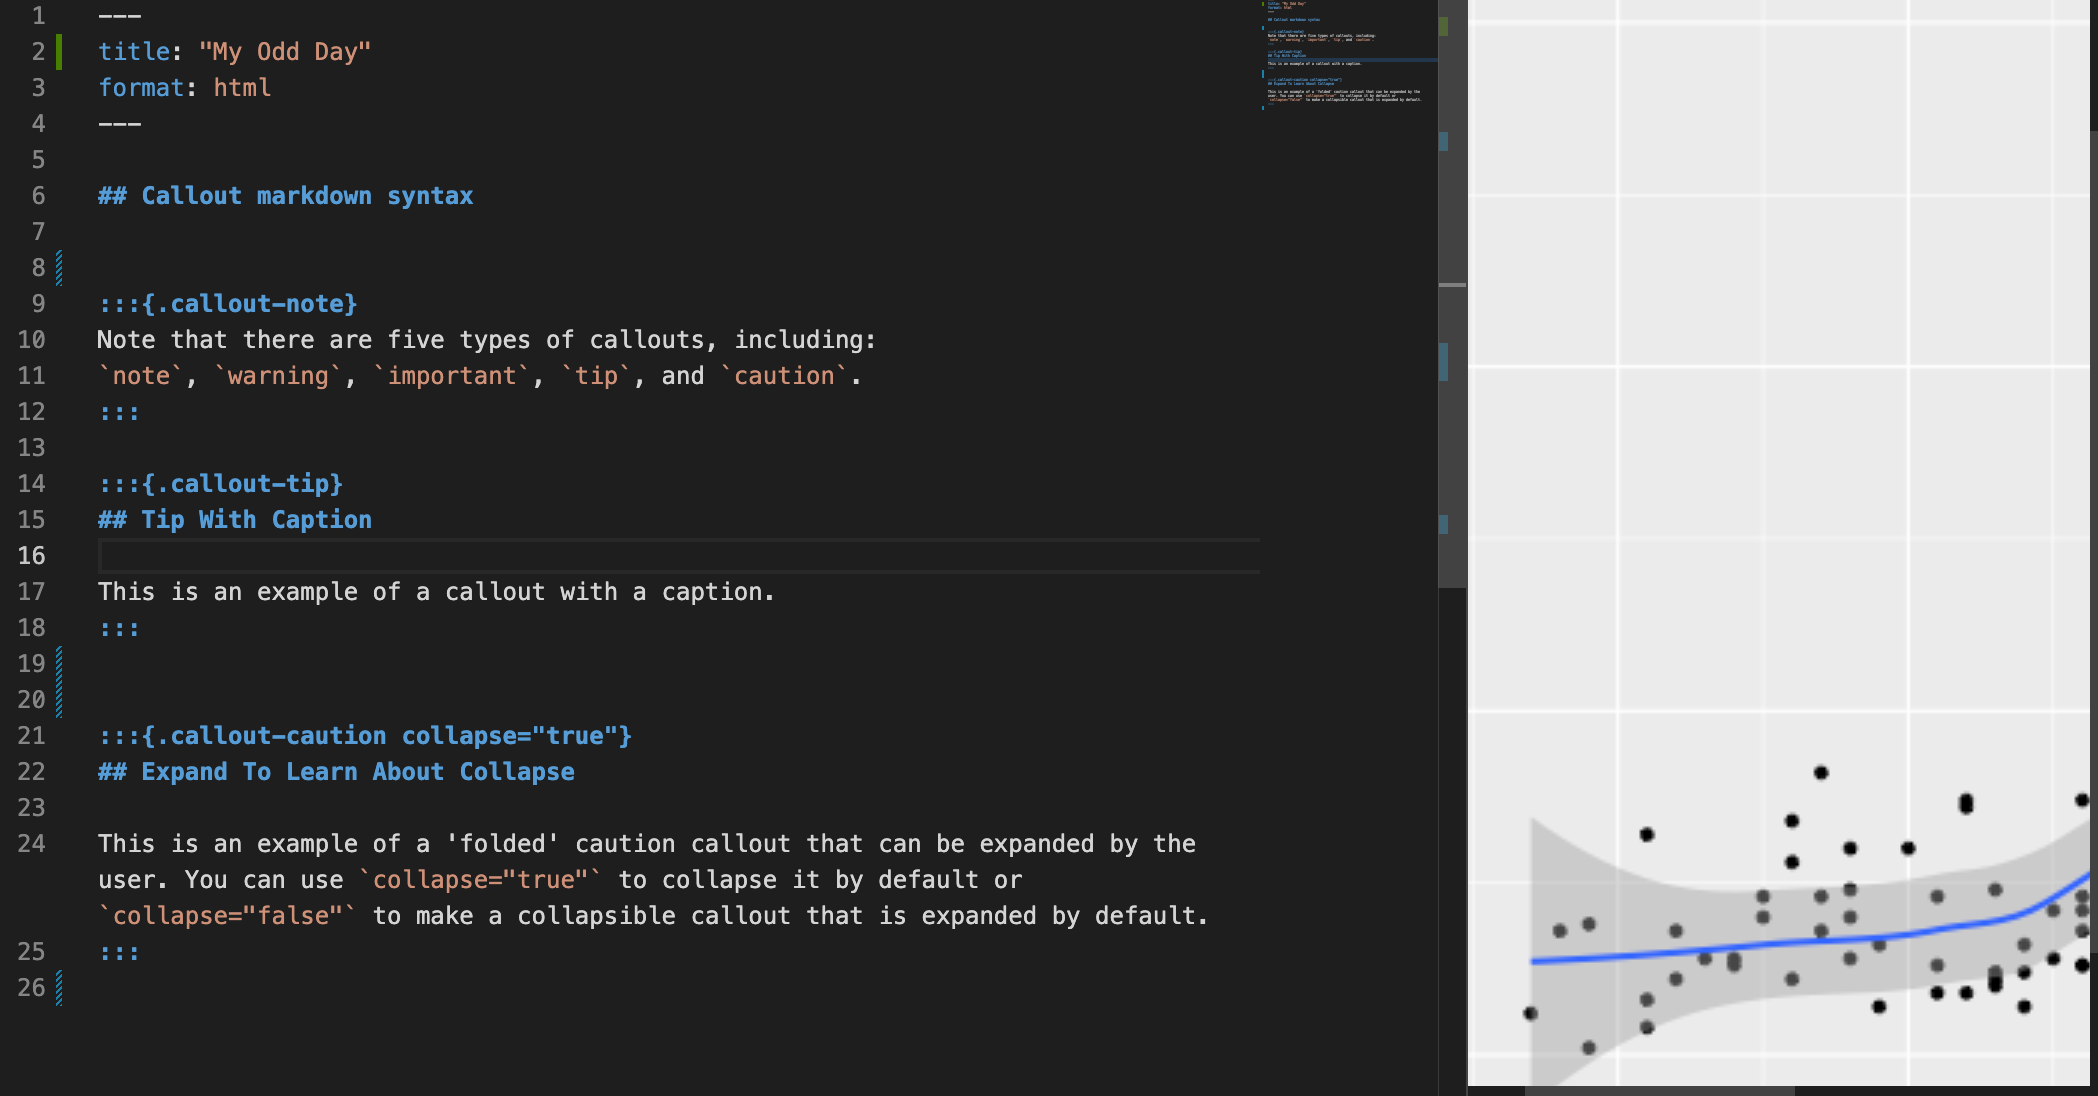 1 ---
2 title: "My Odd Day"
3 format: html
4 ---
5
6 ## Callout markdown syntax
7
8
9 :::{.callout-note}
10 Note that there are five types of callouts, including:
11 `note`, `warning`, `important`, `tip`, and `caution`.
12 :::
13
14 :::{.callout-tip}
15 ## Tip With Caption
16
17 This is an example of a callout with a caption.
18 :::
19
20
21 :::{.callout-caution collapse="true"}
22 ## Expand To Learn About Collapse
23
24 This is an example of a 'folded' caution callout that can be expanded by the
user. You can use `collapse="true"` to collapse it by default or
`collapse="false"` to make a collapsible callout that is expanded by default.
25 :::
26